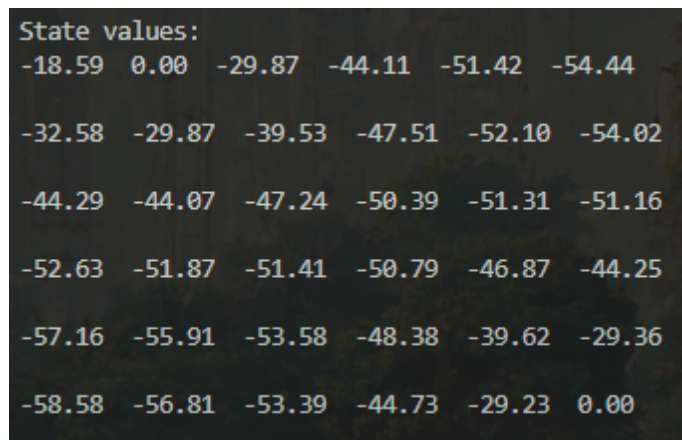 State values:
-18.59 0.00 -29.87 -44.11 -51.42 -54.44
-32.58 -29.87 -39.53 -47.51 -52.10 -54.02
-44.29 -44.07 -47.24 -50.39 -51.31 -51.16
-52.63 -51.87 -51.41 -50.79 -46.87 -44.25
-57.16 -55.91 -53.58 -48.38 -39.62 -29.36
-58.58 -56.81 -53.39 -44.73 -29.23 0.00